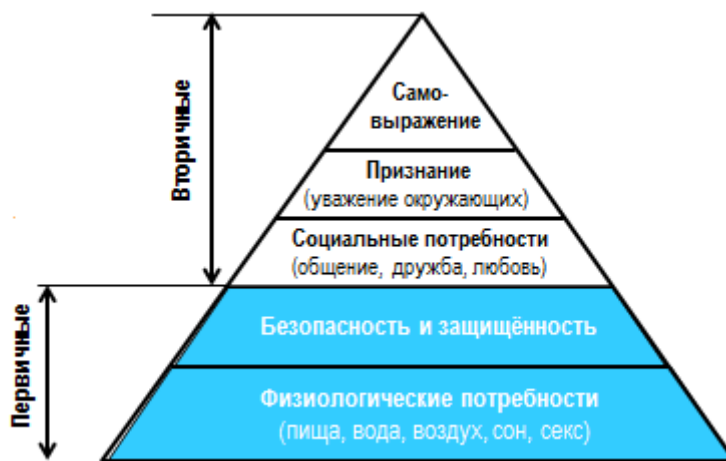 Само-
выражение
Признание
(уважение окружающих)
Социальные потребности
(общение, дружба, любовь)
Безопасность и защищённость
Физиологические потребности
(пища, вода, воздух, сон, секс)
Вторичные
Первичные